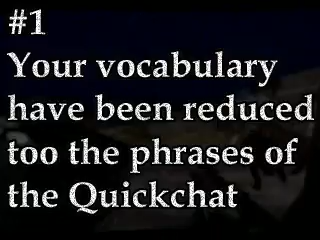 #1
Your vocabulary
have been reduced
too the phrases of
the Quickchat